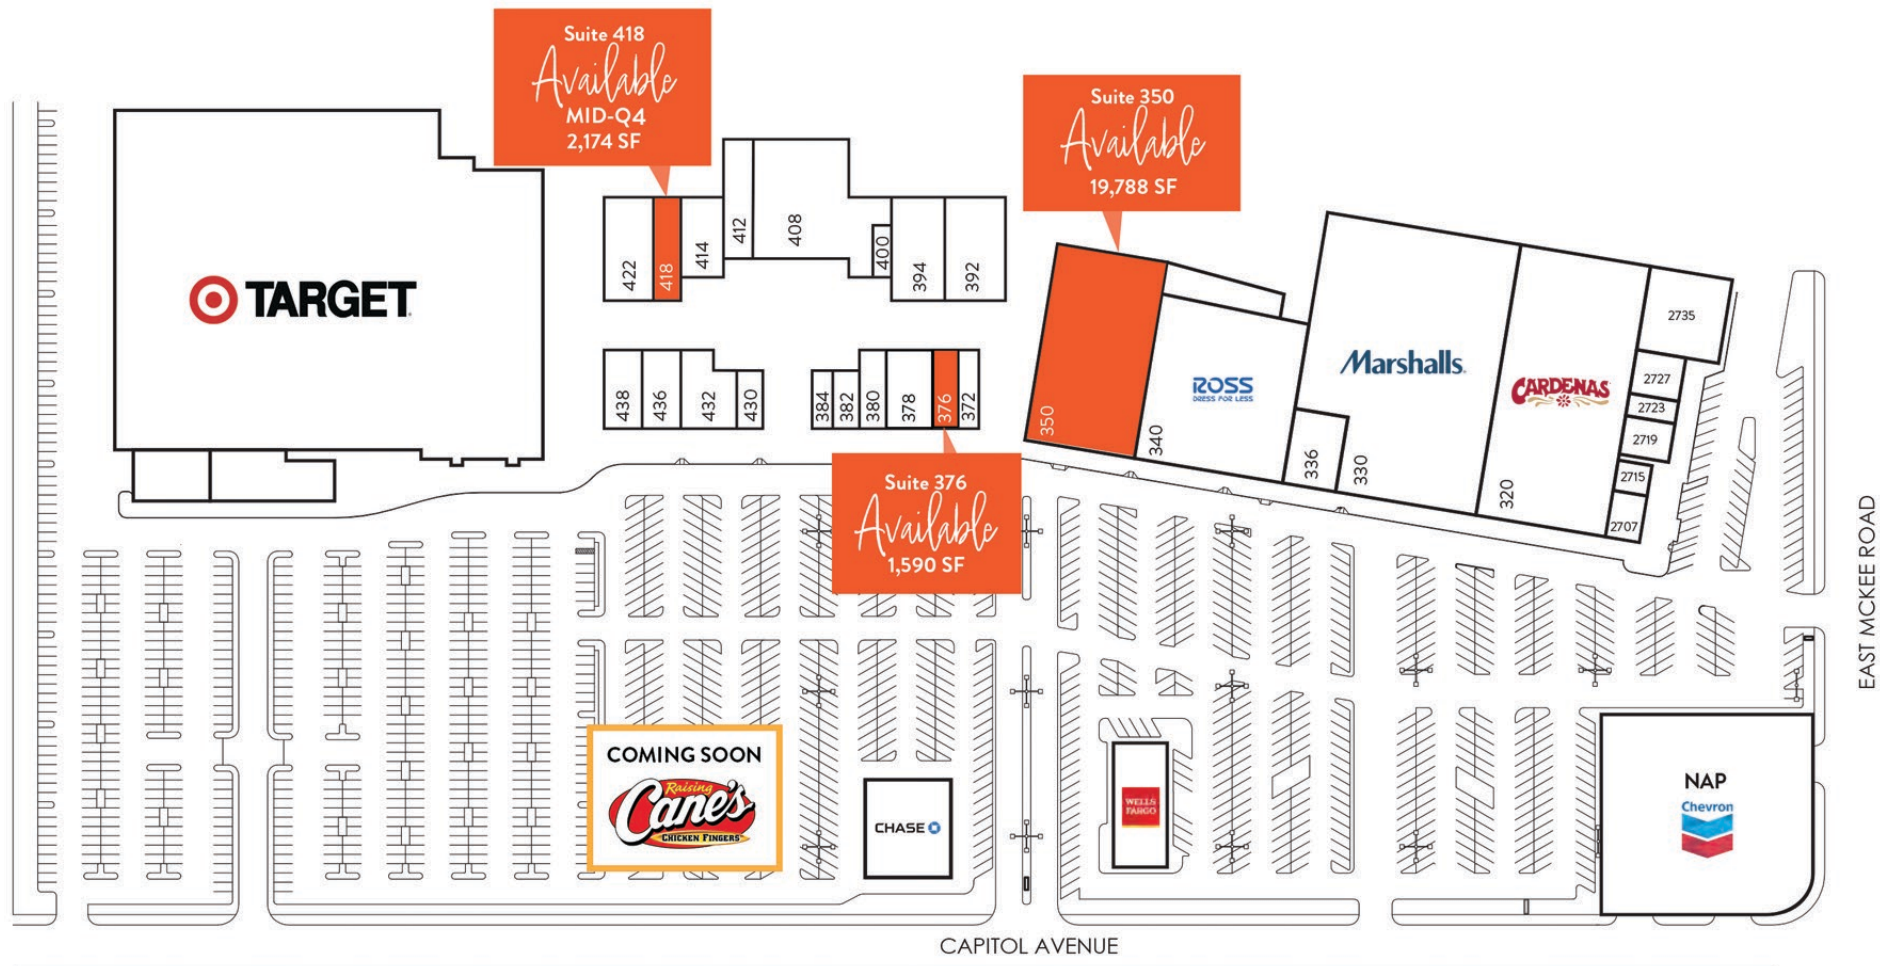 Suite 418
Available
MID-Q4
2,174 SF
Suite 350
Available
19,788 SF
TARGET
422
418
414
412
408
400
394
392
438
436
432
430
384
382
380
378
376
372
Suite 376
Available
1,590 SF
350
340
ROSS
DRESS FOR LESS
336
330
Marshalls
320
CARDENAS
2735
2727
2723
2719
2715
2707
COMING SOON
Raising
Cane's
CHICKEN FINGERS
CHASE
WELLS
FARGO
NAP
Chevron
EAST MCKEE ROAD
CAPITOL AVENUE